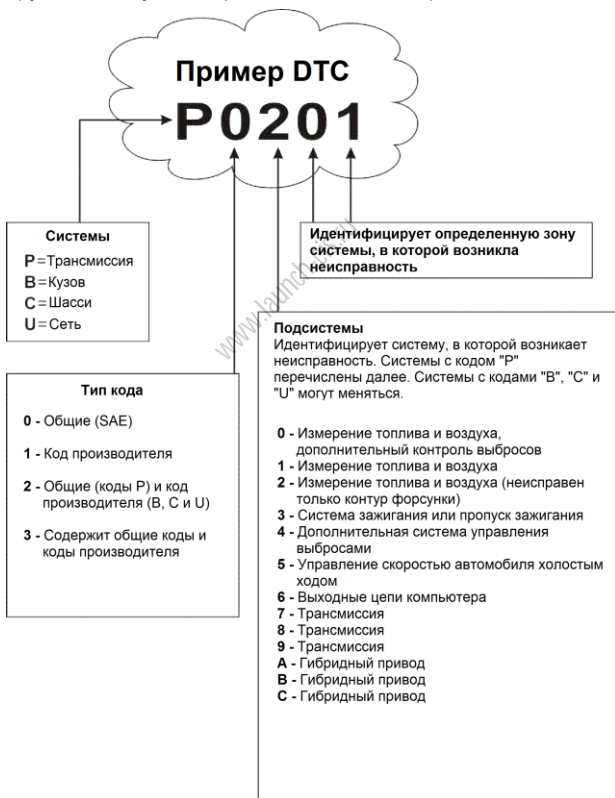 Пример DTC
P0201
Системы
P=Трансмиссия
B=Кузов
C=Шасси
U=Сеть
Идентифицирует определенную зону
системы, в которой возникла
неисправность
www.launch-cis.ru
Тип кода
0 - Общие (SAE)
1 - Код производителя
2 - Общие (коды P) и код
производителя (B, C и U)
3 - Содержит общие коды и
коды производителя
Подсистемы
Идентифицирует систему, в которой возникает
неисправность. Системы с кодом "P"
перечислены далее. Системы с кодами "B", "C" и
"U" могут меняться.
0 - Измерение топлива и воздуха,
дополнительный контроль выбросов
1 - Измерение топлива и воздуха
2 - Измерение топлива и воздуха (неисправен
только контур форсунки)
3 - Система зажигания или пропуск зажигания
4 - Дополнительная система управления
выбросами
5 - Управление скоростью автомобиля холостым
ходом
6 - Выходные цепи компьютера
7 - Трансмиссия
8 - Трансмиссия
9 - Трансмиссия
A - Гибридный привод
B - Гибридный привод
C - Гибридный привод